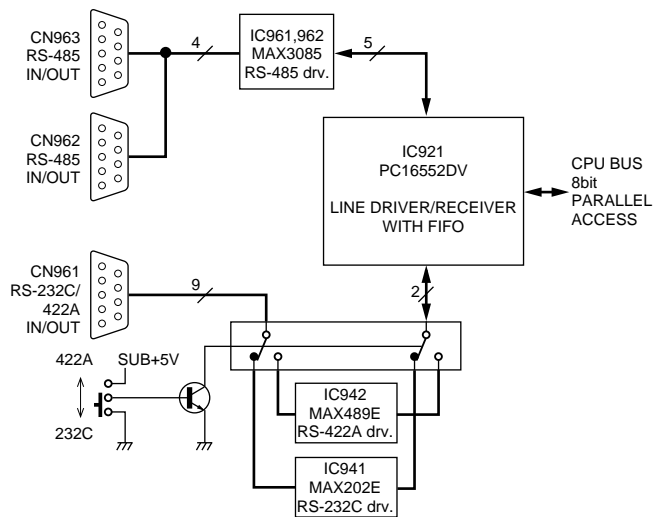 CN963
RS-485
IN/OUT
4
IC961,962
MAX3085
RS-485 drv.
5
CN962
RS-485
IN/OUT
IC921
PC16552DV
LINE DRIVER/RECEIVER
WITH FIFO
CPU BUS
8bit
PARALLEL
ACCESS
CN961
RS-232C/
422A
IN/OUT
9
2
422A
SUB+5V
232C
IC942
MAX489E
RS-422A drv.
IC941
MAX202E
RS-232C drv.